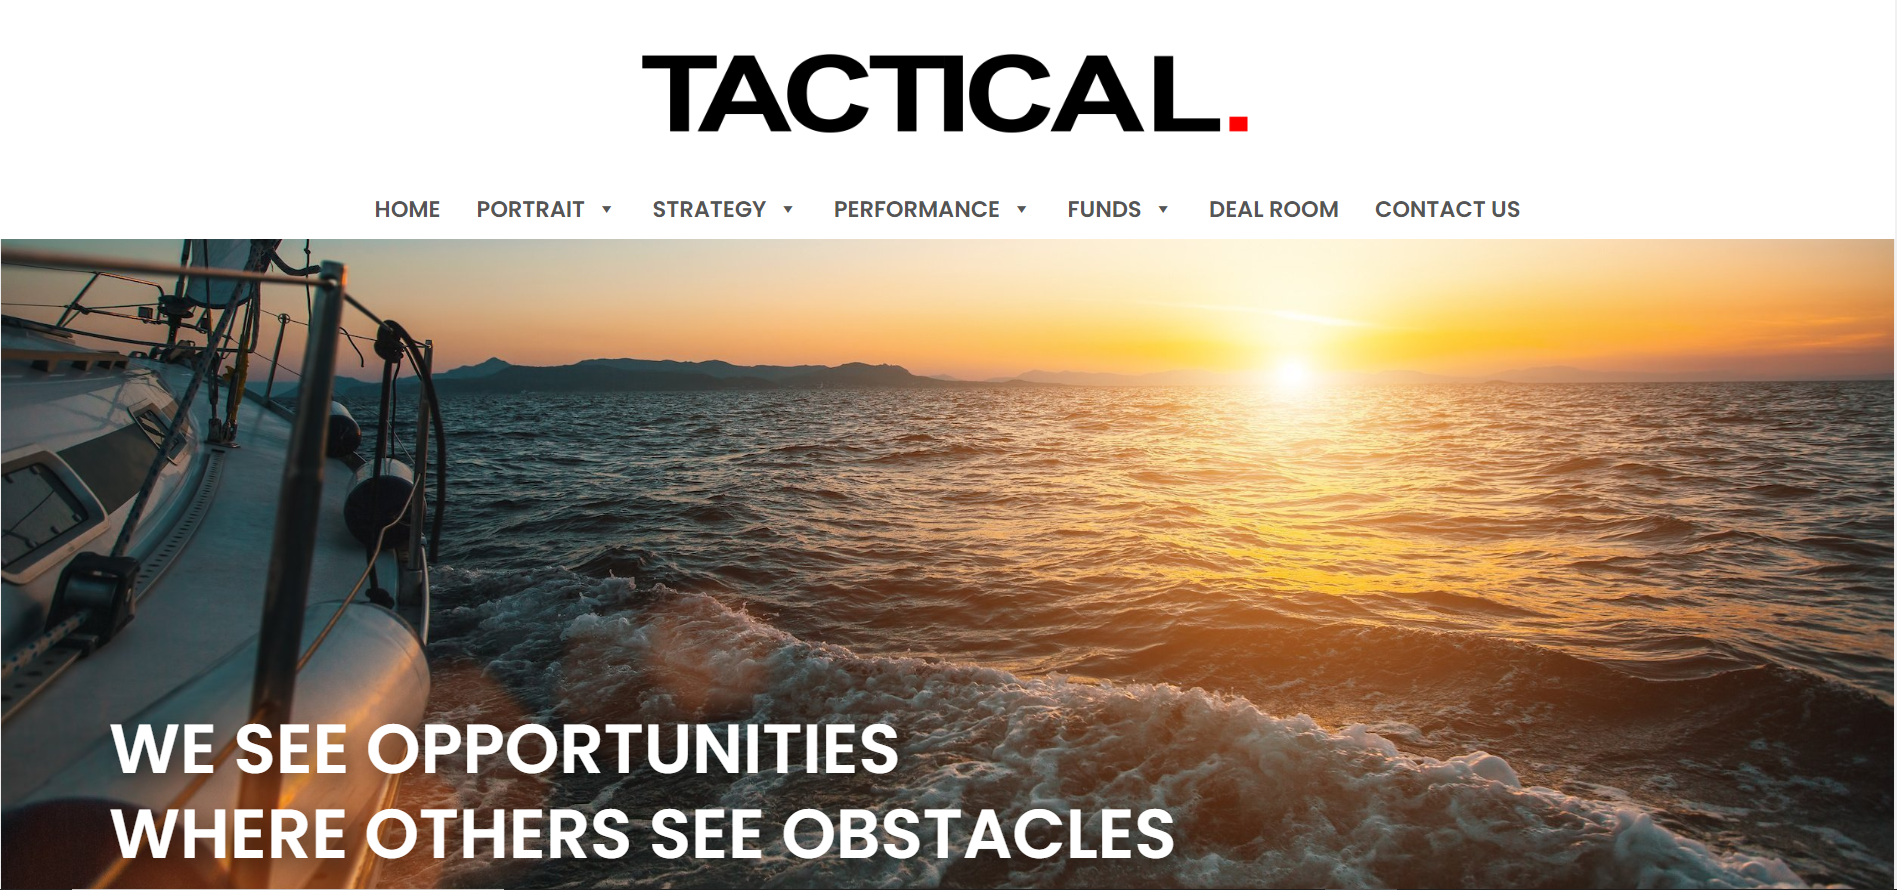 TACTICAL.
HOME PORTRAIT STRATEGY PERFORMANCE FUNDS DEAL ROOM CONTACT US
WE SEE OPPORTUNITIES
WHERE OTHERS SEE OBSTACLES